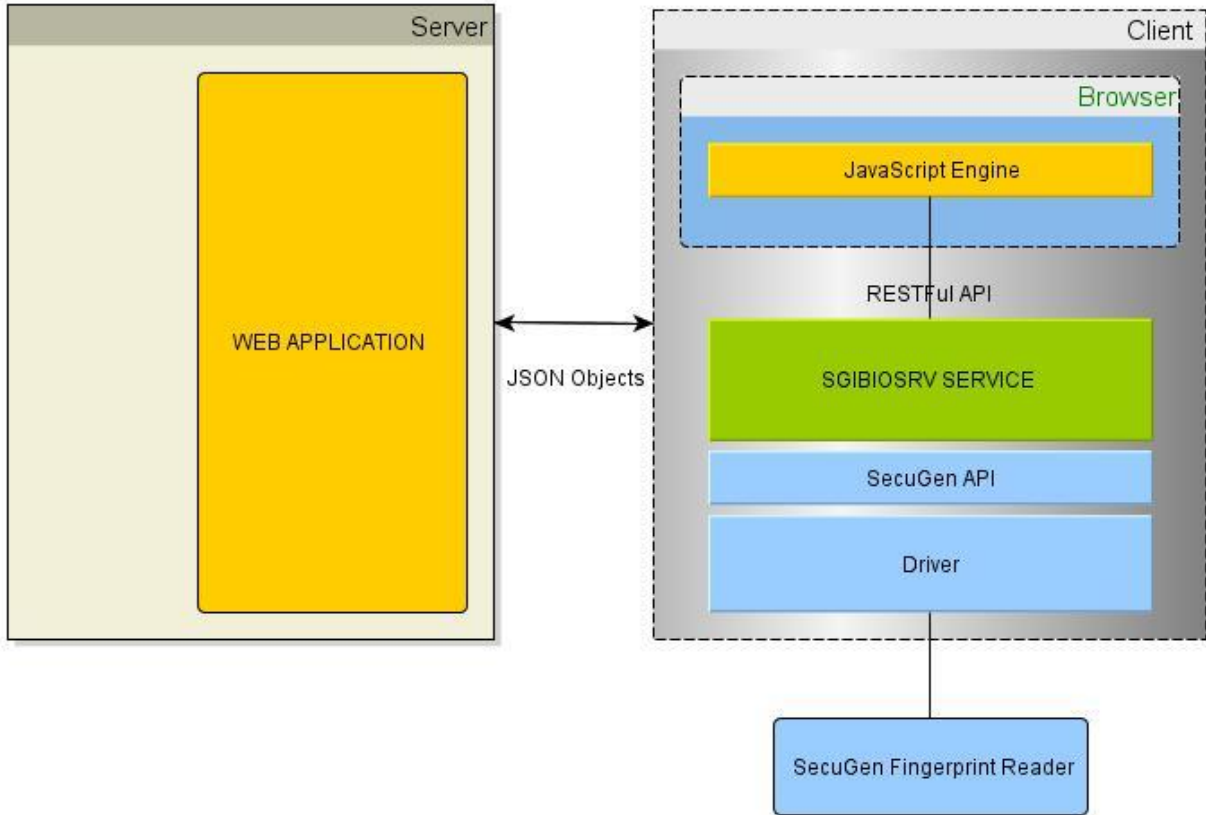 Server
WEB APPLICATION
JSON Objects
Client
Browser
JavaScript Engine
RESTFul API
SGIBIOSRV SERVICE
SecuGen API
Driver
SecuGen Fingerprint Reader